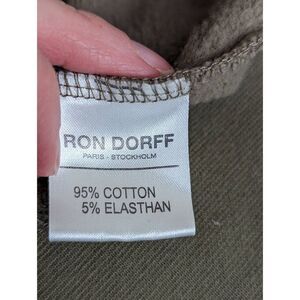 RON DORFF
PARIS - STOCKHOLM
95% COTTON
5% ELASTHAN